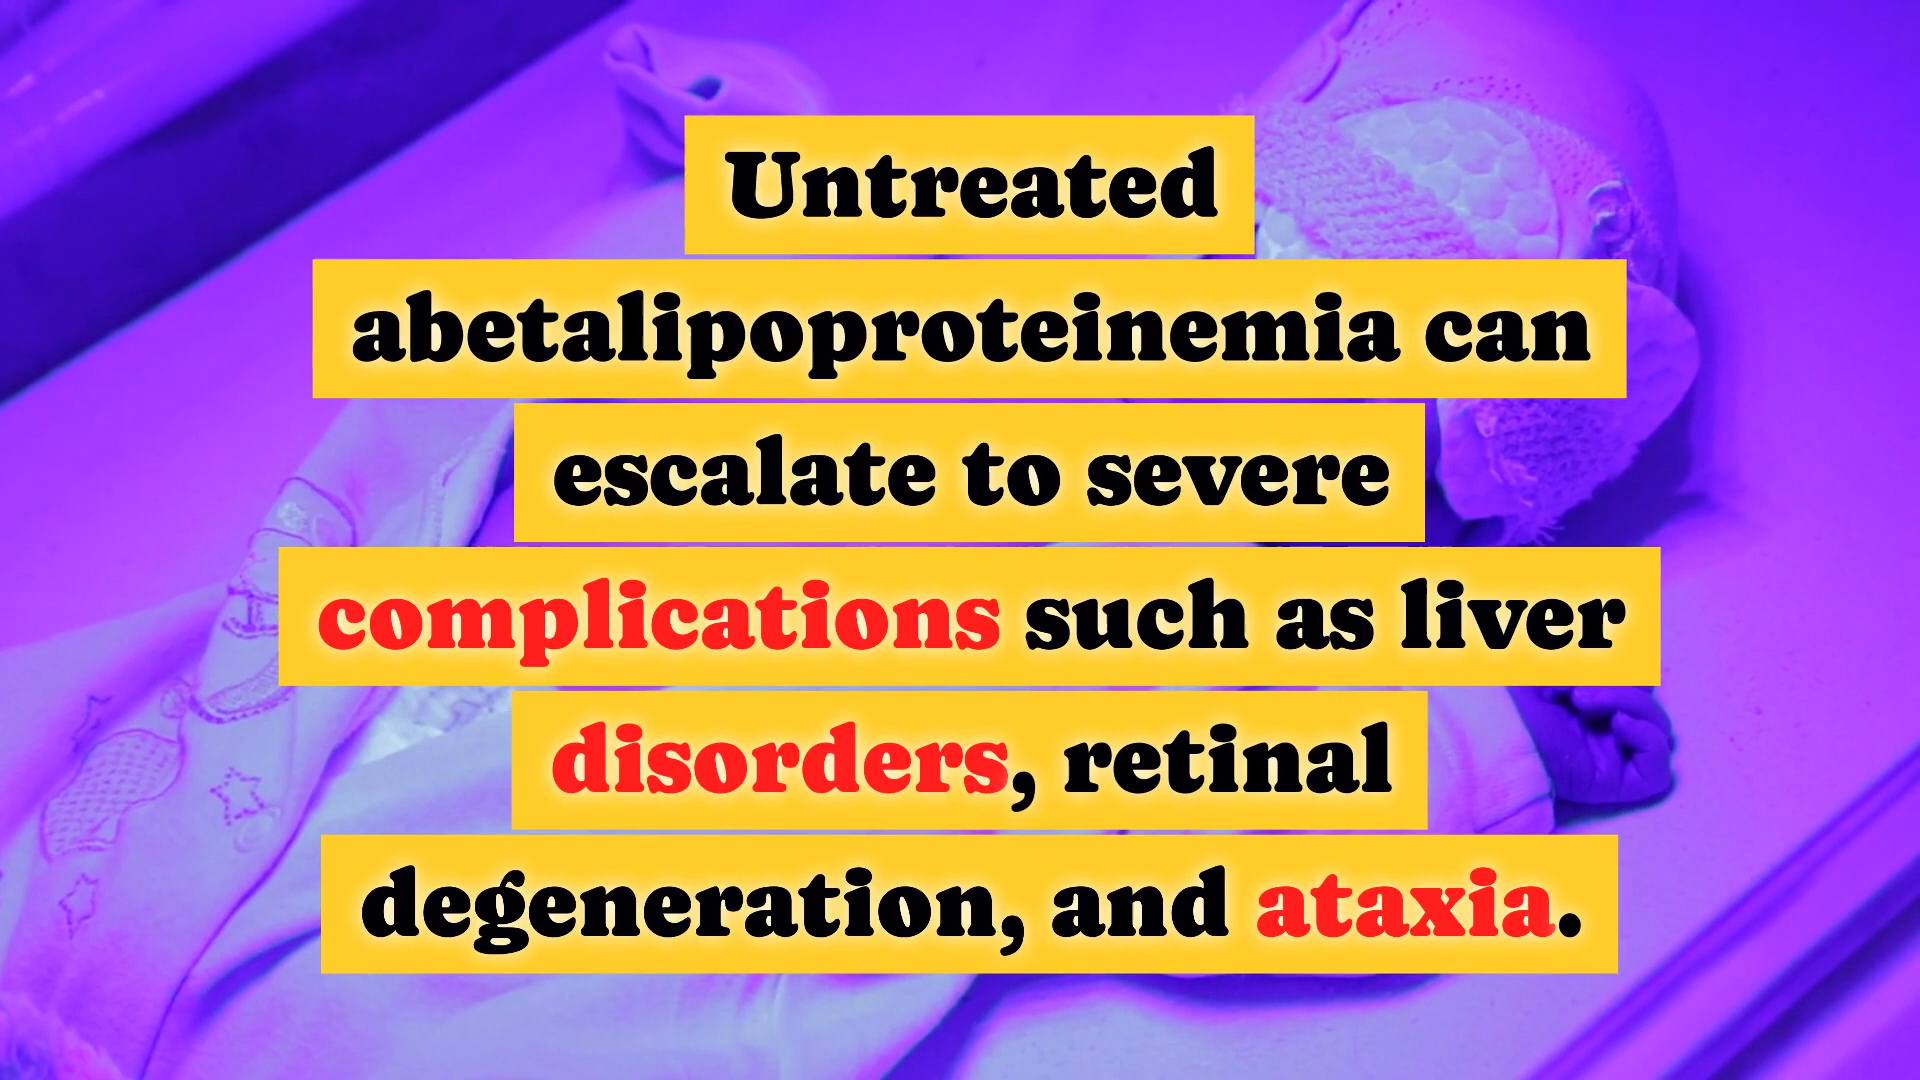 Untreated
abetalipoproteinemia can
escalate to severe
complications such as liver
disorders, retinal
degeneration, and ataxia.